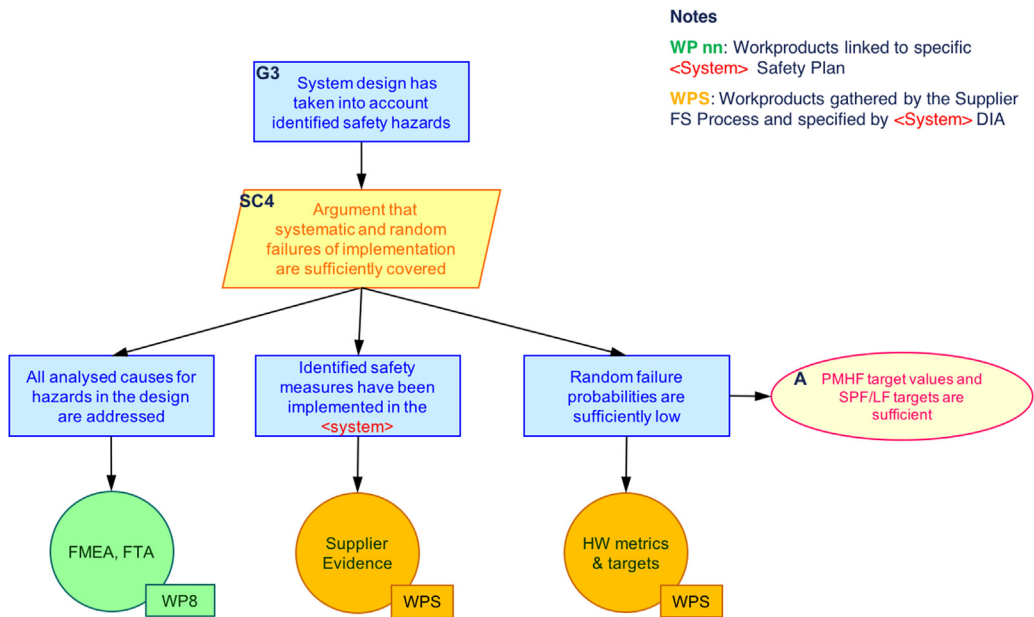 Notes
WP nn: Workproducts linked to specific
<System> Safety Plan
WPS: Workproducts gathered by the Supplier
FS Process and specified by <System> DIA
G3
System design has
taken into account
identified safety hazards
SC4
Argument that
systematic and random
failures of implementation
are sufficiently covered
All analysed causes for
hazards in the design
are addressed
Identified safety
measures have been
implemented in the
<system>
Random failure
probabilities are
sufficiently low
A
PMHF target values and
SPF/LF targets are
sufficient
FMEA, FTA
WP8
Supplier
Evidence
WPS
HW metrics
& targets
WPS